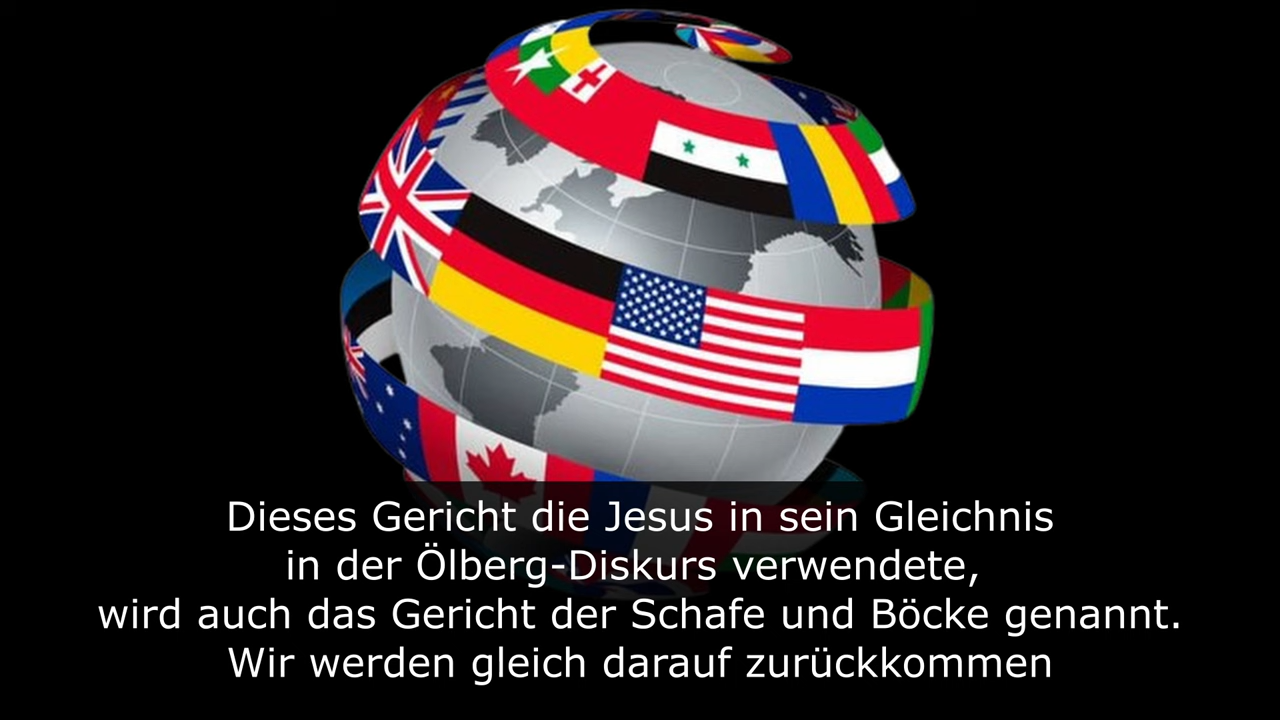 Dieses Gericht die Jesus in sein Gleichnis
in der Ölberg-Diskurs verwendete,
wird auch das Gericht der Schafe und Böcke genannt.
Wir werden gleich darauf zurückkommen